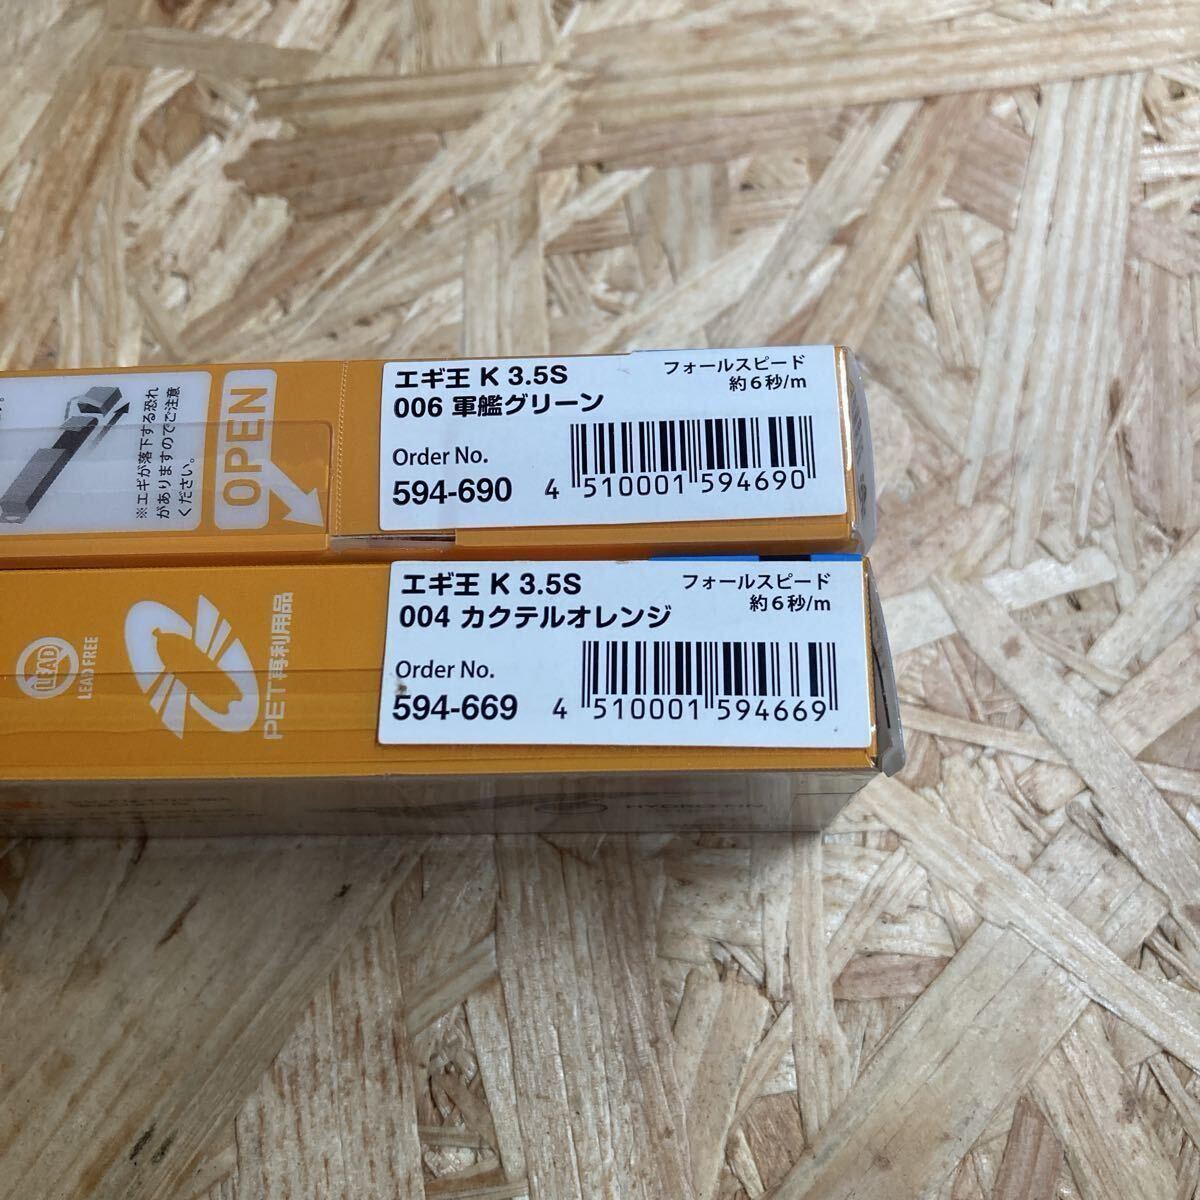 ※エギが落下する恐れ
がありますのでご注意
ください。
OPEN
エギ王 K 3.5S
フォールスピード
約6秒/m
006 軍艦グリーン
Order No.
594-690
4 510001 594690
LEAD
LEAD FREE
PET再利用品
エギ王 K 3.5S
フォールスピード
約6秒/m
004 カクテルオレンジ
Order No.
594-669
4 510001 594669